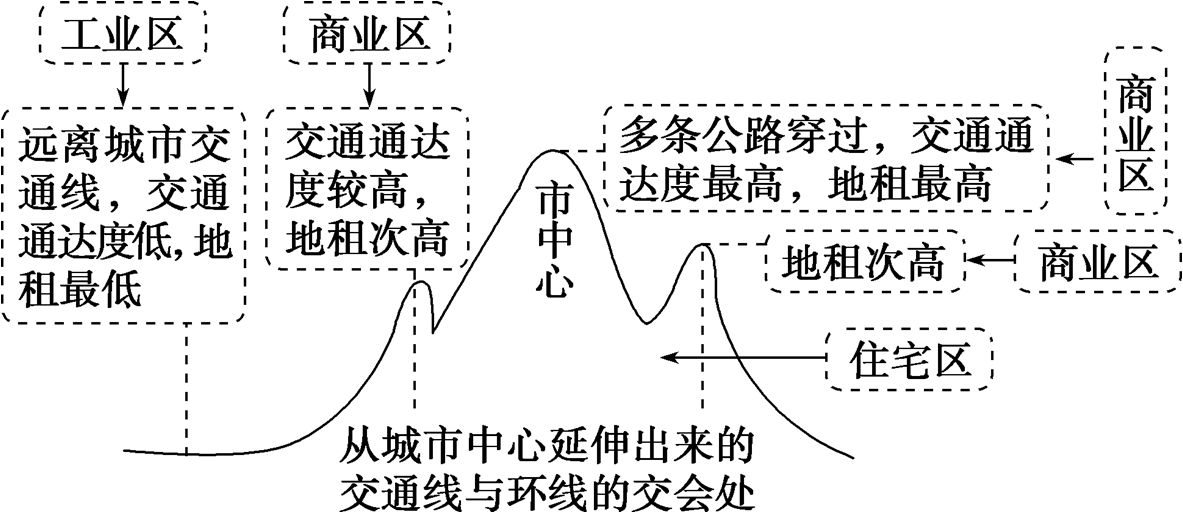 工业区
远离城市交
通线，交通
通达度低,地
租最低
商业区
交通通达
度较高，
地租次高
市中心
多条公路穿过，交通通
达度最高，地租最高
商业区
地租次高
商业区
住宅区
从城市中心延伸出来的
交通线与环线的交会处